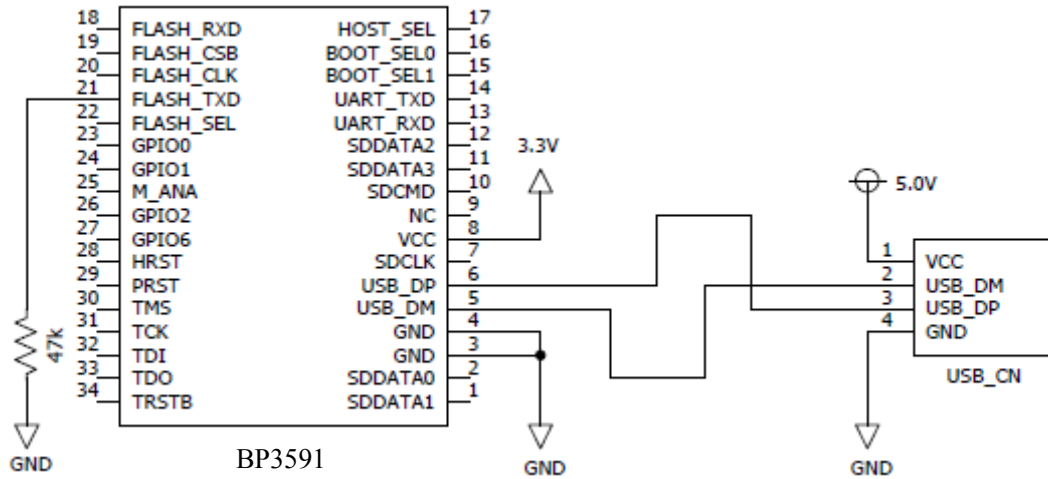 18 FLASH_RXD HOST_SEL 17
19 FLASH_CSB BOOT_SEL0 16
20 FLASH_CLK BOOT_SEL1 15
21 FLASH_TXD UART_TXD 14
22 FLASH_SEL UART_RXD 13
23 GPIO0 SDDATA2 12
24 GPIO1 SDDATA3 11
25 M_ANA SDCMD 10
26 GPIO2 NC 9
27 GPIO6 VCC 8
28 HRST SDCLK 7
29 PRST USB_DP 6
30 TMS USB_DM 5
31 TCK GND 4
32 TDI GND 3
33 TDO SDDATA0 2
34 TRSTB SDDATA1 1
47k
GND
BP3591
3.3V
GND
5.0V
1 VCC
2 USB_DM
3 USB_DP
4 GND
USB_CN
GND